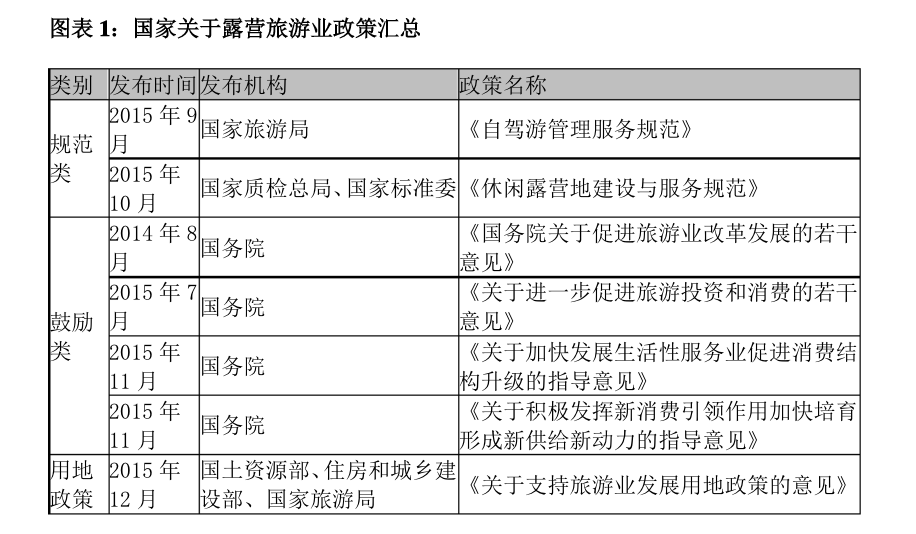 图表 1：国家关于露营旅游业政策汇总
类别 发布时间 发布机构 政策名称
规范类
2015 年 9 月 国家旅游局 《自驾游管理服务规范》
2015 年 10 月 国家质检总局、国家标准委 《休闲露营地建设与服务规范》
鼓励类
2014 年 8 月 国务院 《国务院关于促进旅游业改革发展的若干意见》
2015 年 7 月 国务院 《关于进一步促进旅游投资和消费的若干意见》
2015 年 11 月 国务院 《关于加快发展生活性服务业促进消费结构升级的指导意见》
2015 年 11 月 国务院 《关于积极发挥新消费引领作用加快培育形成新供给新动力的指导意见》
用地政策 2015 年 12 月 国土资源部、住房和城乡建设部、国家旅游局 《关于支持旅游业发展用地政策的意见》